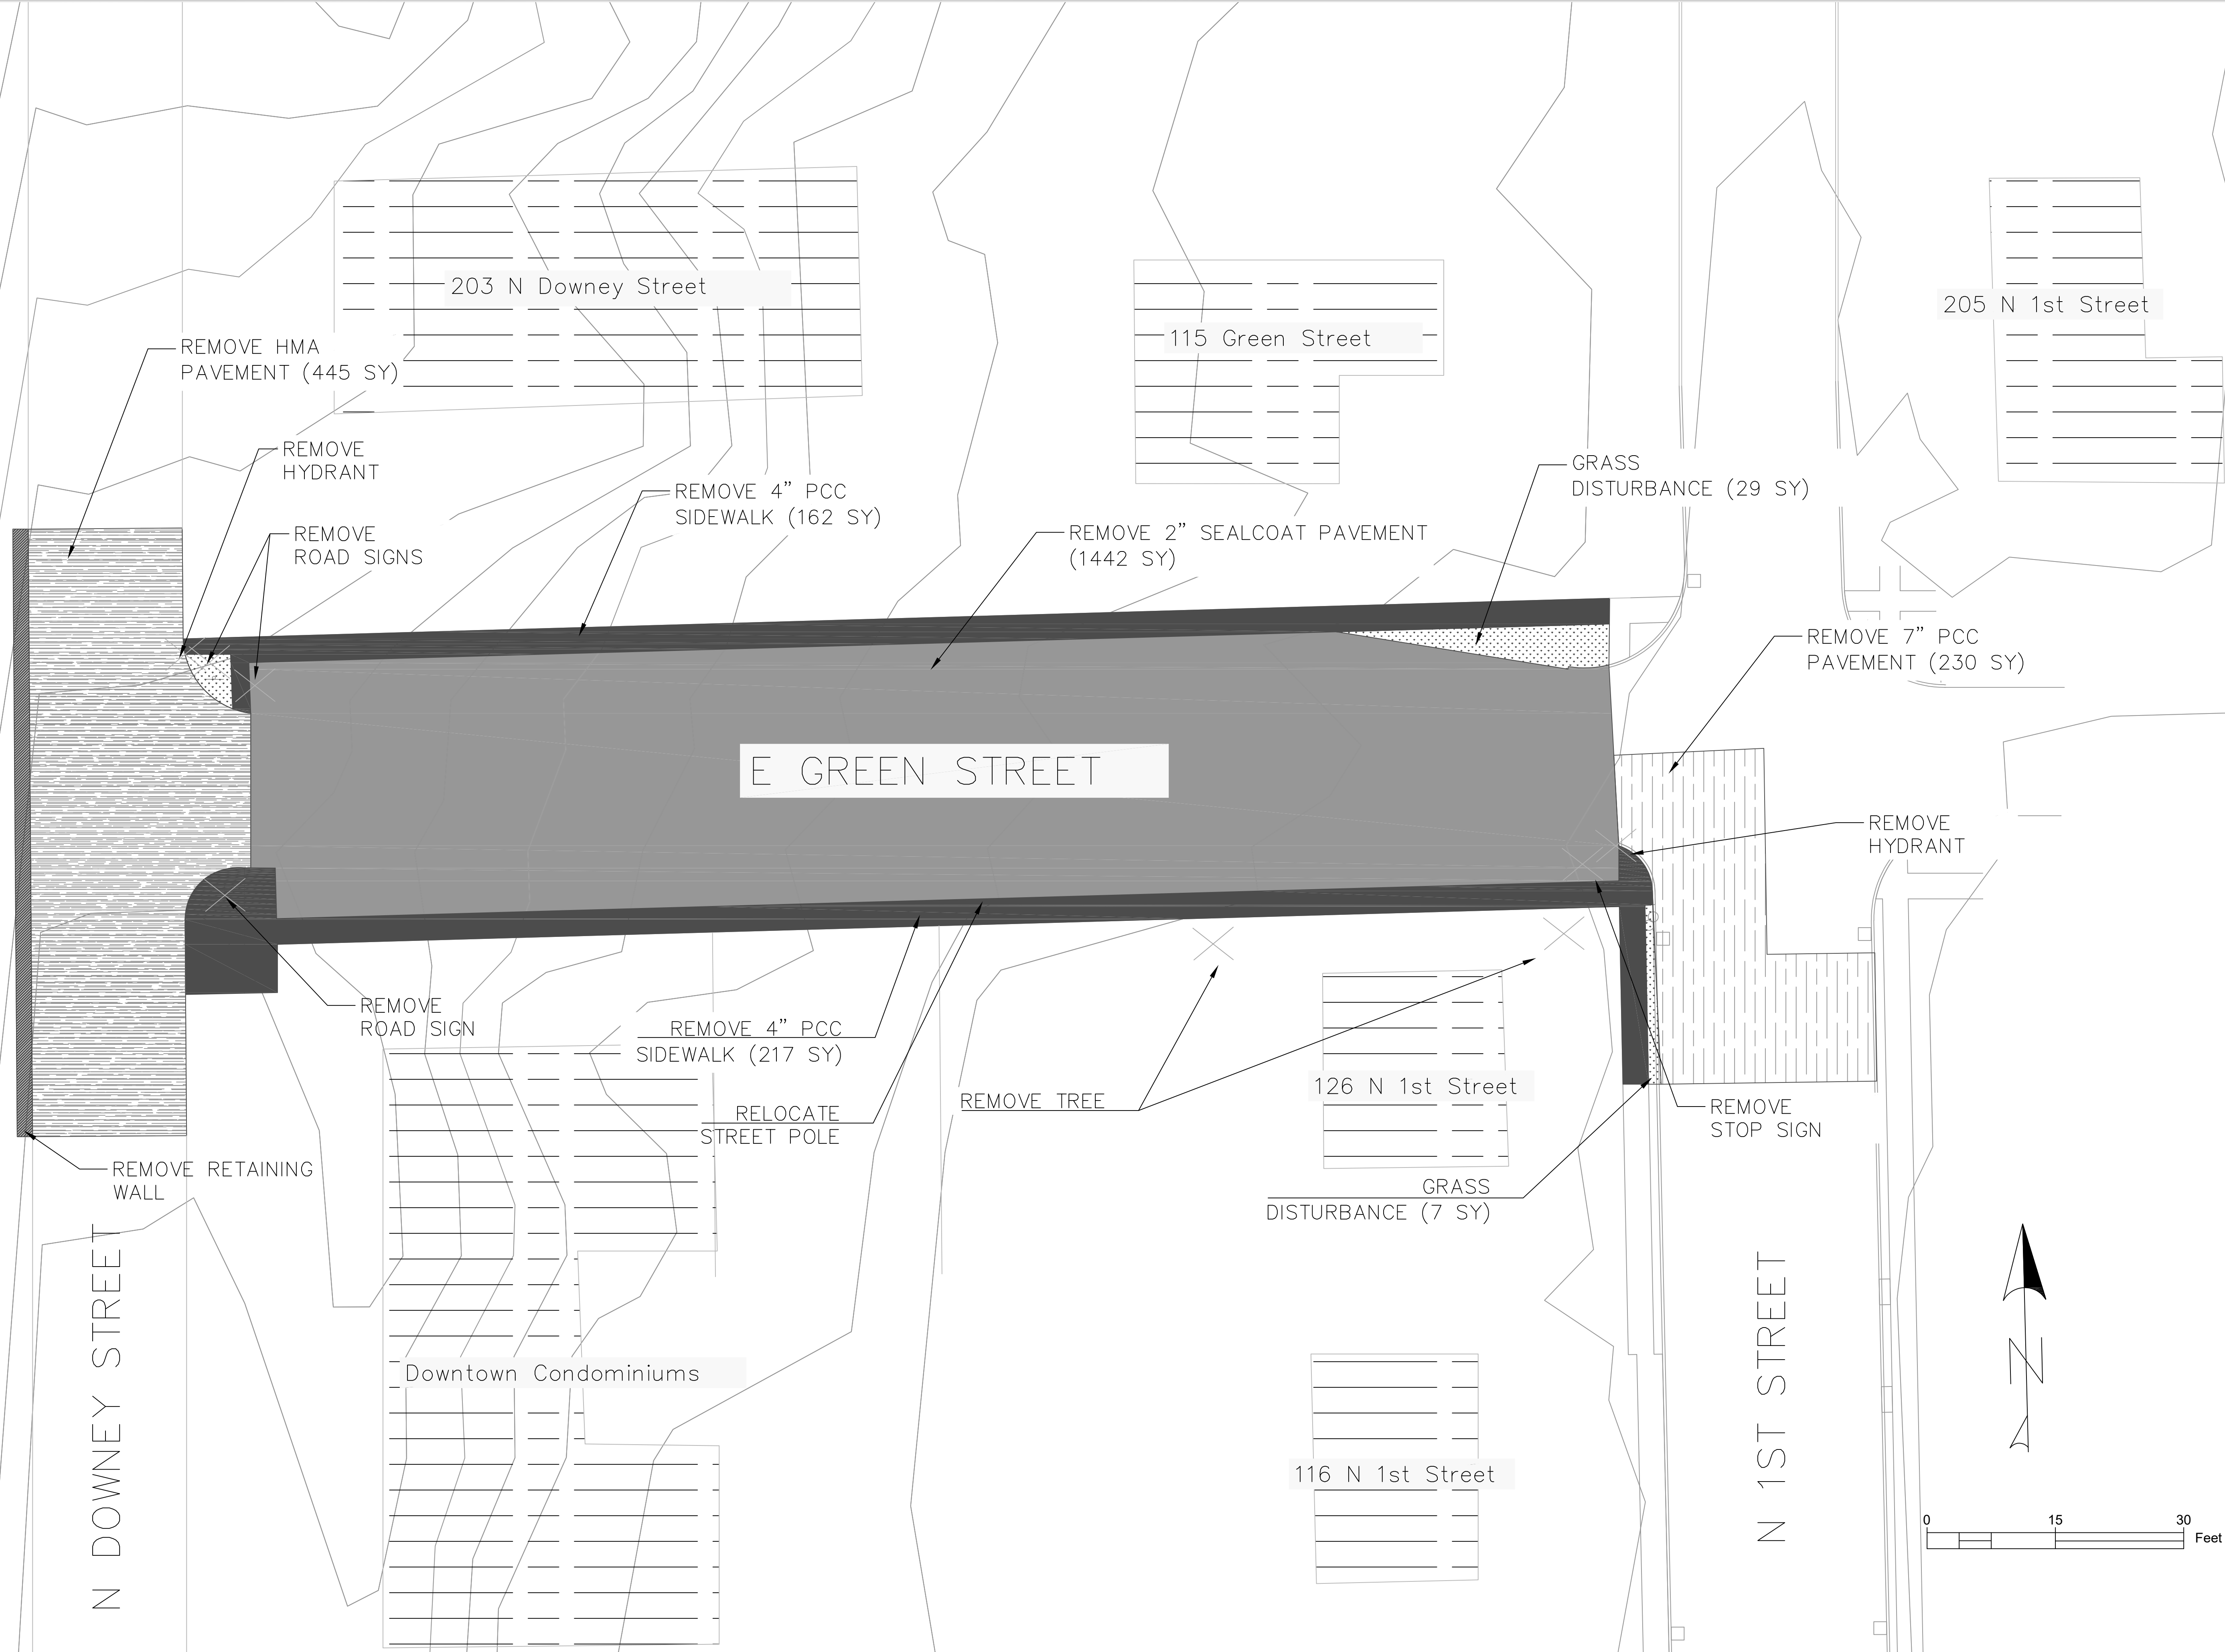 203 N Downey Street
205 N 1st Street
115 Green Street
REMOVE HMA
PAVEMENT (445 SY)
REMOVE
HYDRANT
GRASS
DISTURBANCE (29 SY)
REMOVE 4” PCC
SIDEWALK (162 SY)
REMOVE
ROAD SIGNS
REMOVE 2” SEALCOAT PAVEMENT
(1442 SY)
REMOVE 7” PCC
PAVEMENT (230 SY)
E GREEN STREET
REMOVE
HYDRANT
REMOVE
ROAD SIGN
REMOVE 4” PCC
SIDEWALK (217 SY)
126 N 1st Street
REMOVE TREE
RELOCATE
STREET POLE
REMOVE
STOP SIGN
REMOVE RETAINING
WALL
GRASS
DISTURBANCE (7 SY)
N DOWNEY STREET
N 1ST STREET
N
Downtown Condominiums
116 N 1st Street
0 15 30
Feet